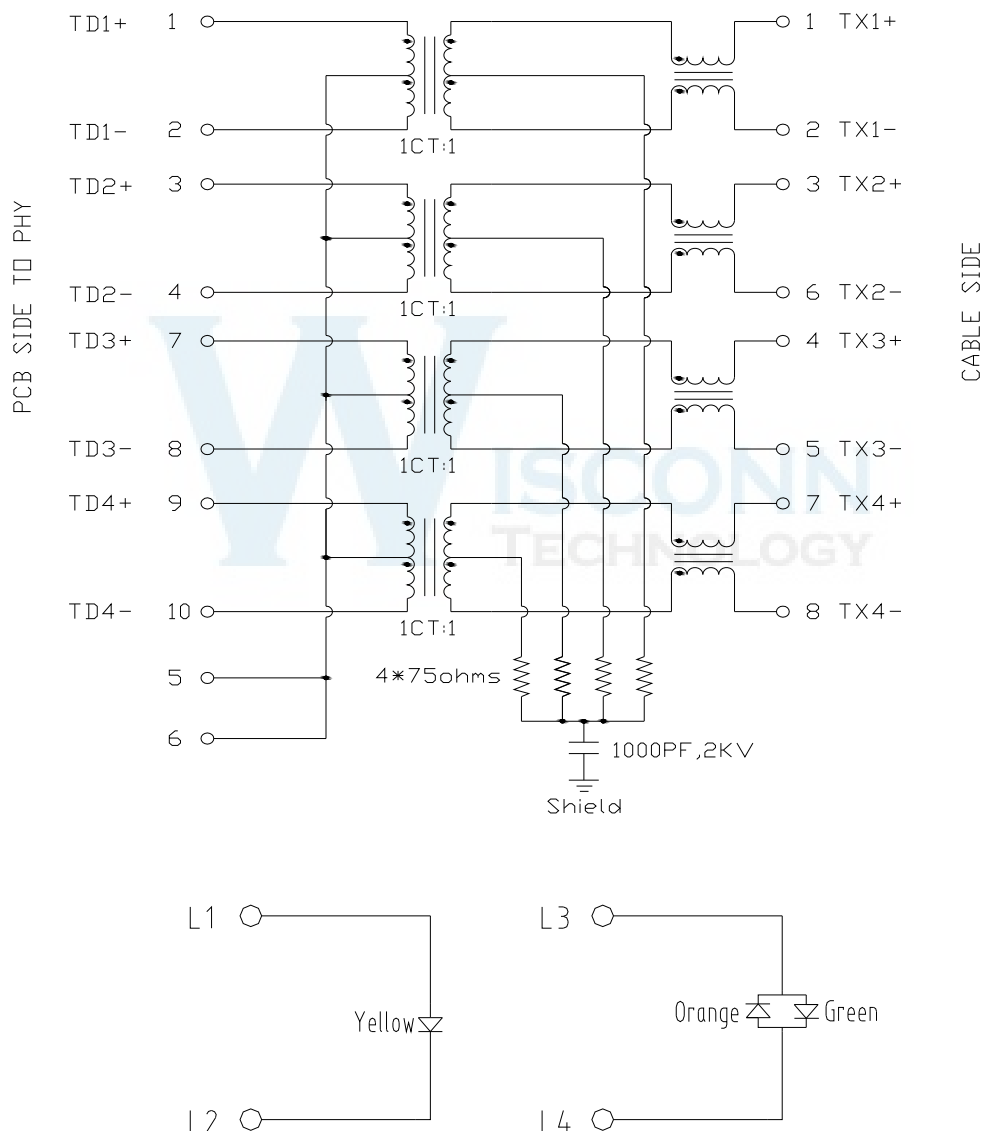 TD1+ 1
1 TX1+
TD1- 2
1CT:1
2 TX1-
TD2+ 3
3 TX2+
TD2- 4
1CT:1
6 TX2-
TD3+ 7
4 TX3+
TD3- 8
1CT:1
5 TX3-
TD4+ 9
7 TX4+
TD4- 10
1CT:1
8 TX4-
PCB SIDE TO PHY
CABLE SIDE
WISCONN
TECHNOLOGY
5
4*75ohms
6
1000PF,2KV
Shield
L1
L3
Yellow
Orange
Green
L2
L4